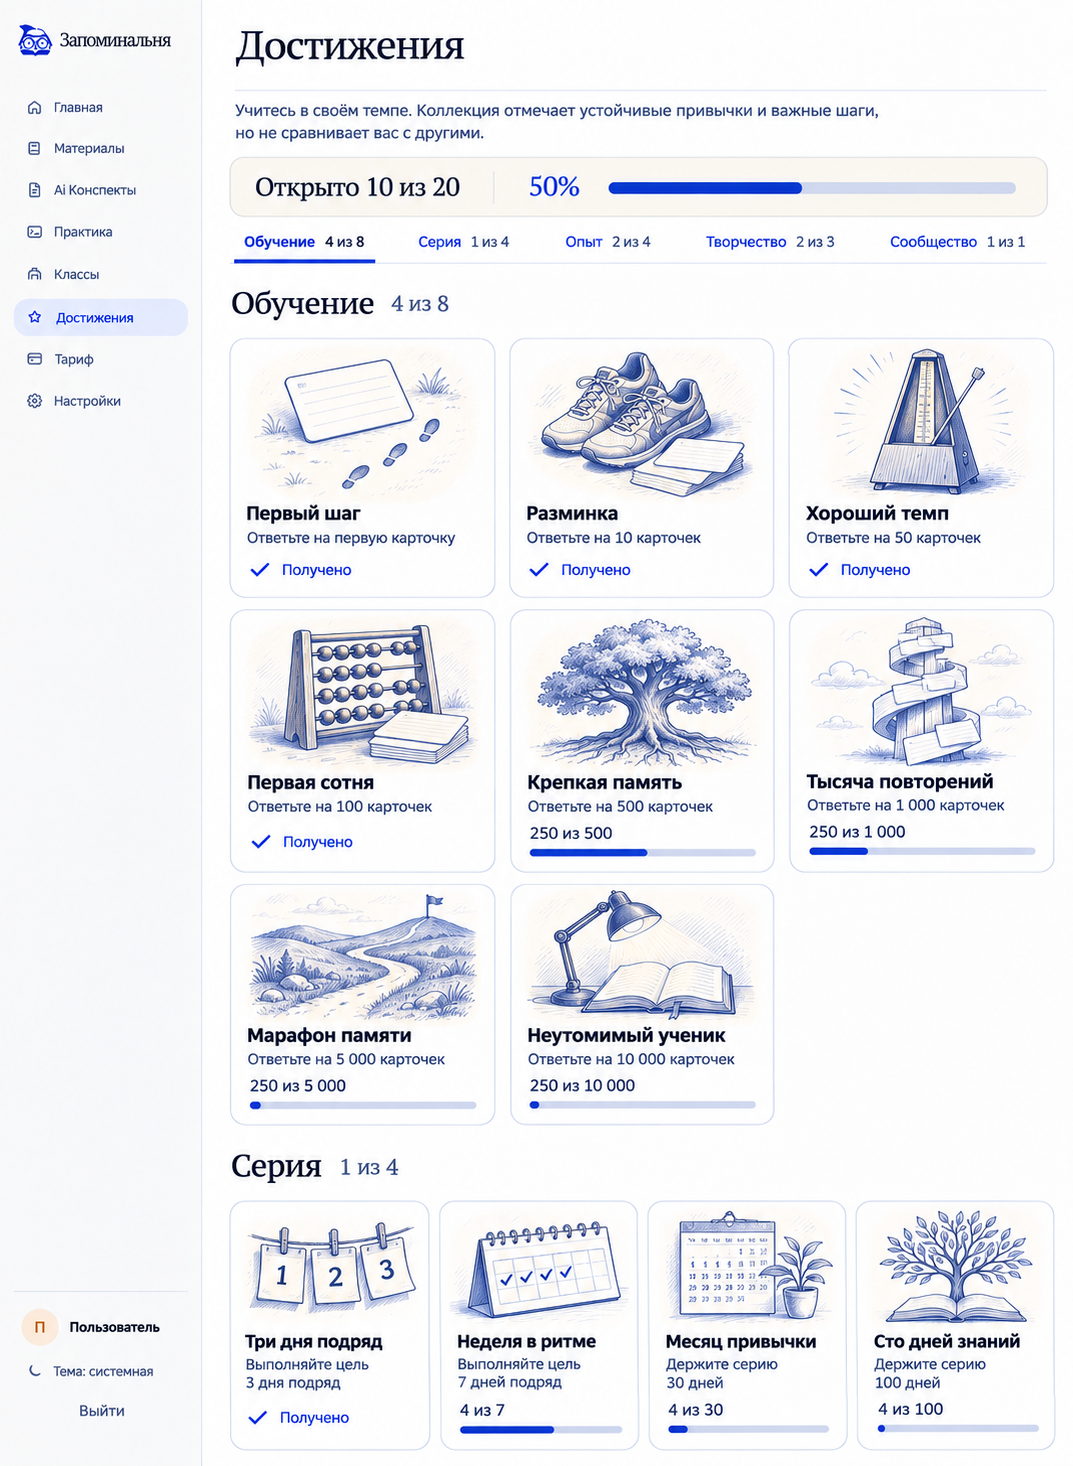 Запоминальня
Главная
Материалы
Ai Конспекты
Практика
Классы
Достижения
Тариф
Настройки
П
Пользователь
Тема: системная
Выйти
Достижения
Учитесь в своём темпе. Коллекция отмечает устойчивые привычки и важные шаги,
но не сравнивает вас с другими.
Открыто 10 из 20
50%
Обучение 4 из 8
Серия 1 из 4
Опыт 2 из 4
Творчество 2 из 3
Сообщество 1 из 1
Обучение 4 из 8
Первый шаг
Ответьте на первую карточку
Получено
Разминка
Ответьте на 10 карточек
Получено
Хороший темп
Ответьте на 50 карточек
Получено
Первая сотня
Ответьте на 100 карточек
Получено
Крепкая память
Ответьте на 500 карточек
250 из 500
Тысяча повторений
Ответьте на 1 000 карточек
250 из 1 000
Марафон памяти
Ответьте на 5 000 карточек
250 из 5 000
Неутомимый ученик
Ответьте на 10 000 карточек
250 из 10 000
Серия 1 из 4
1 2 3
Три дня подряд
Выполняйте цель
3 дня подряд
Получено
Неделя в ритме
Выполняйте цель
7 дней подряд
4 из 7
Месяц привычки
Держите серию
30 дней
4 из 30
Сто дней знаний
Держите серию
100 дней
4 из 100